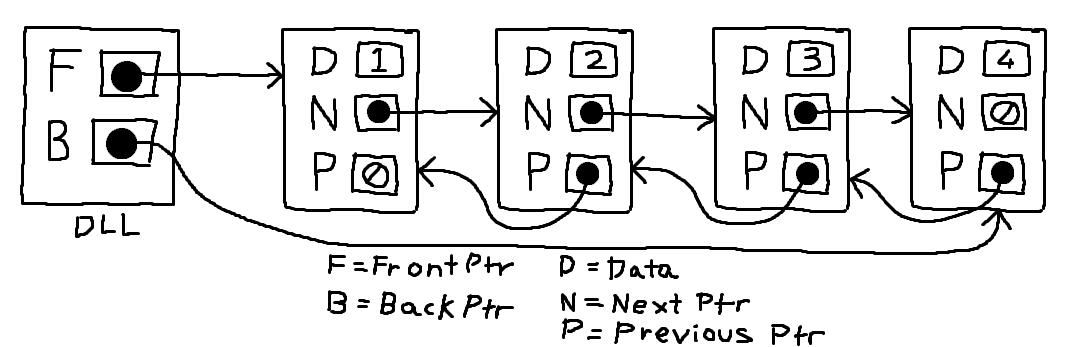 F
B
DLL
D 1
N
P Ø
D 2
N
P
D 3
N
P
D 4
N Ø
P
F = Front Ptr
B = Back Ptr
D = Data
N = Next Ptr
P = Previous Ptr